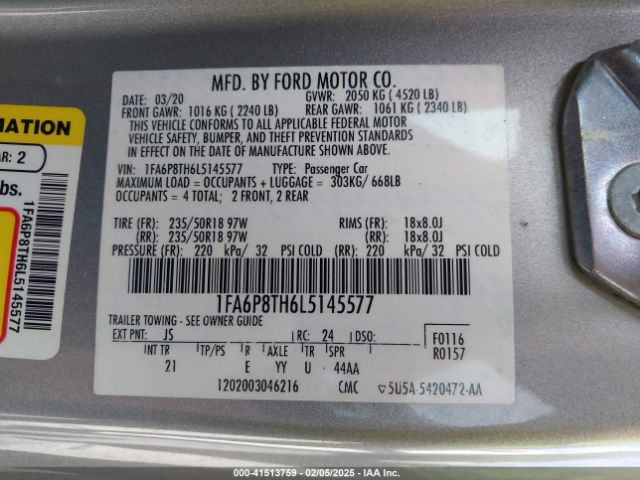 MFD. BY FORD MOTOR CO.
DATE: 03/20 GVWR: 2050 KG ( 4520 LB)
FRONT GAWR: 1016 KG ( 2240 LB) REAR GAWR: 1061 KG ( 2340 LB)
THIS VEHICLE CONFORMS TO ALL APPLICABLE FEDERAL MOTOR
VEHICLE SAFETY, BUMPER, AND THEFT PREVENTION STANDARDS
IN EFFECT ON THE DATE OF MANUFACTURE SHOWN ABOVE.
VIN: 1FA6P8TH6L5145577 TYPE: Passenger Car
MAXIMUM LOAD = OCCUPANTS + LUGGAGE = 303KG/ 668LB
OCCUPANTS = 4 TOTAL; 2 FRONT, 2 REAR
TIRE (FR): 235/50R18 97W RIMS (FR): 18x8.0J
(RR): 235/50R18 97W (RR): 18x8.0J
PRESSURE (FR): 220 kPa/ 32 PSI COLD (RR): 220 kPa/ 32 PSI COLD
1FA6P8TH6L5145577
TRAILER TOWING - SEE OWNER GUIDE
EXT PNT: JS RC: 24 DSO: F0116
R0157
INT TR TP/PS R AXLE TR SPR
21 E YY U 44AA
1202003046216 CMC 5U5A-5420472-AA
MATION
AR: 2
bs.
1FA6P8TH6L5145577
000-41513759 - 02/05/2025 - IAA Inc.